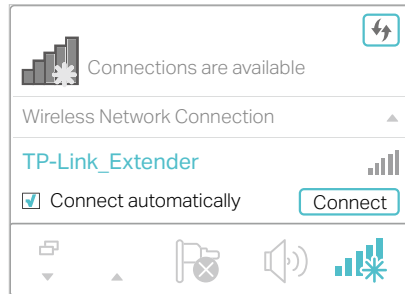 Connections are available
Wireless Network Connection
TP-Link_Extender
Connect automatically
Connect